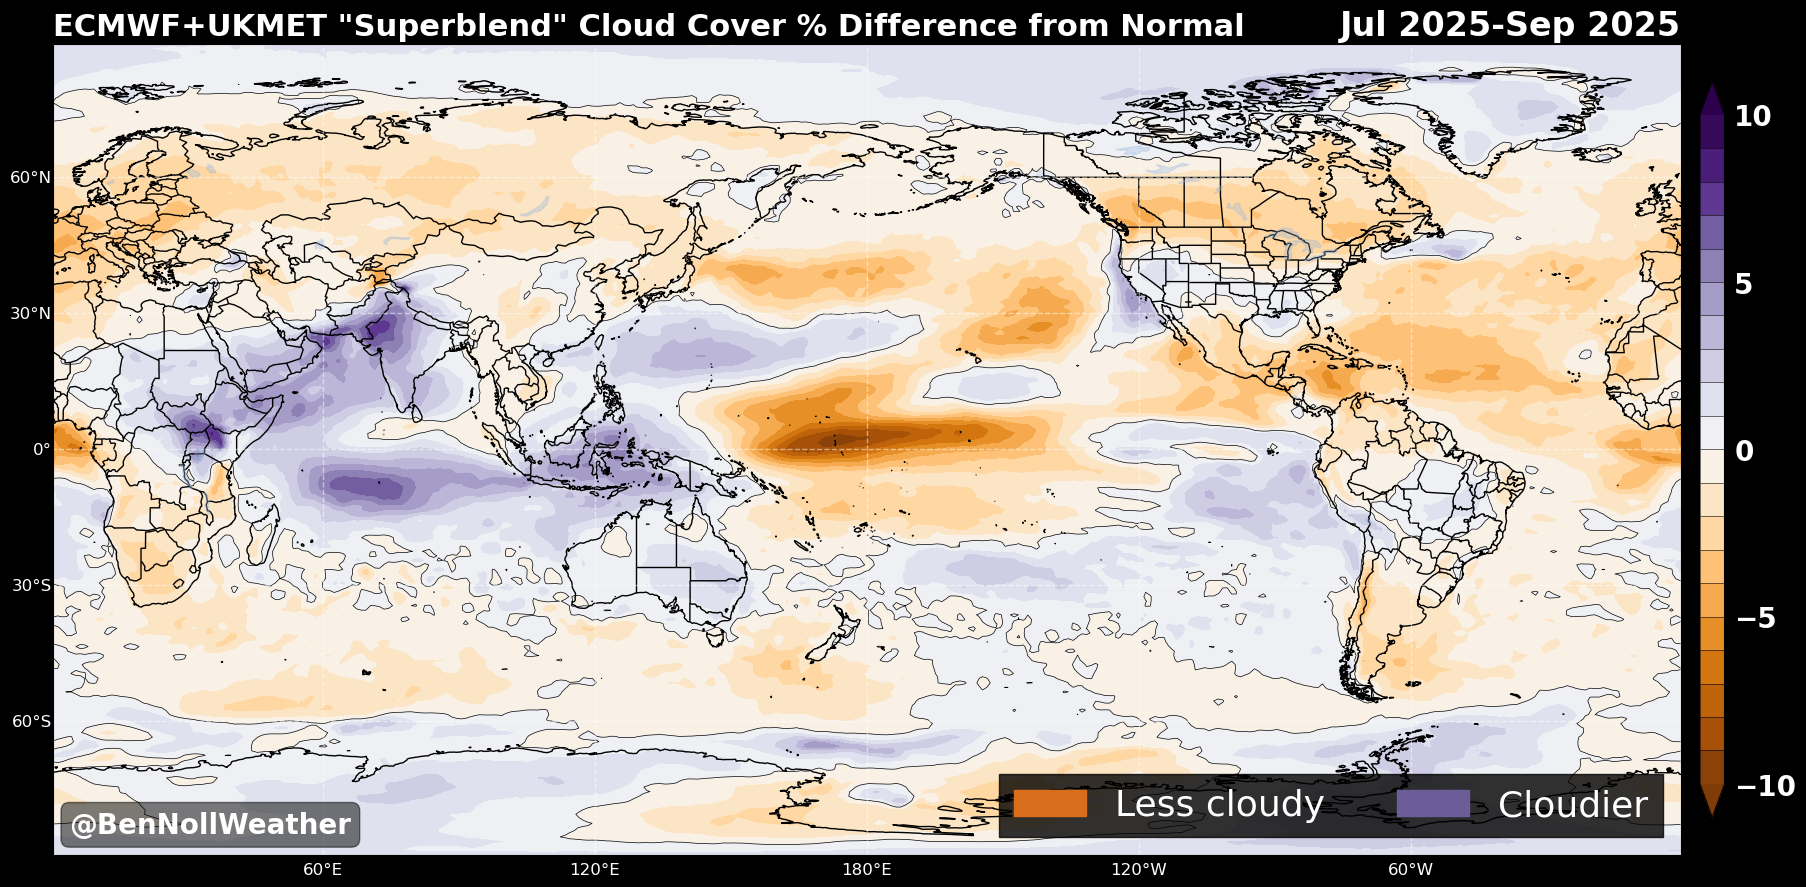 ECMWF+UKMET "Superblend" Cloud Cover % Difference from Normal
Jul 2025-Sep 2025
10
5
0
−5
−10
60°N
30°N
0°
30°S
60°S
60°E
120°E
180°E
120°W
60°W
Less cloudy
Cloudier
@BenNollWeather